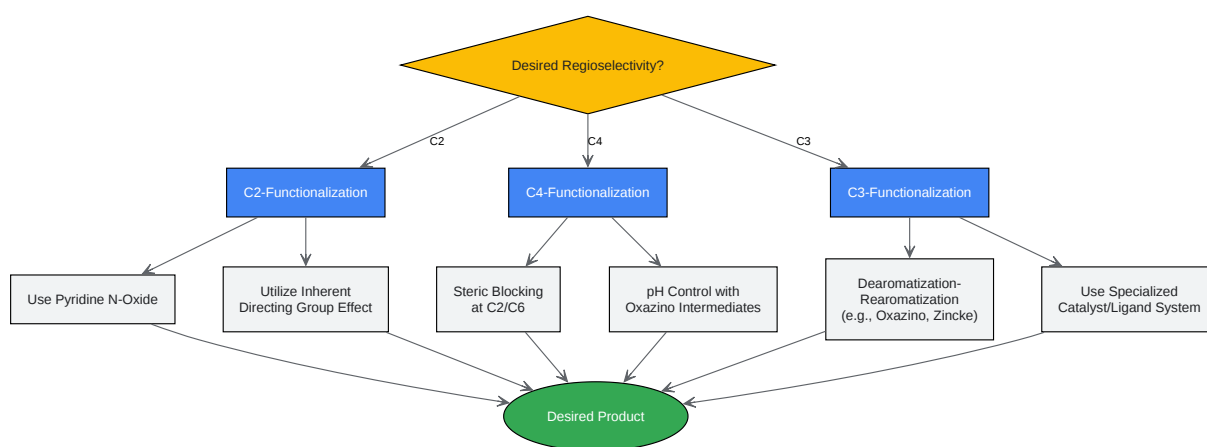 Desired Regioselectivity?
C2
C4
C3
C2-Functionalization
C4-Functionalization
C3-Functionalization
Use Pyridine N-Oxide
Utilize Inherent
Directing Group Effect
Steric Blocking
at C2/C6
pH Control with
Oxazino Intermediates
Dearomatization-
Rearomatization
(e.g., Oxazino, Zincke)
Use Specialized
Catalyst/Ligand System
Desired Product